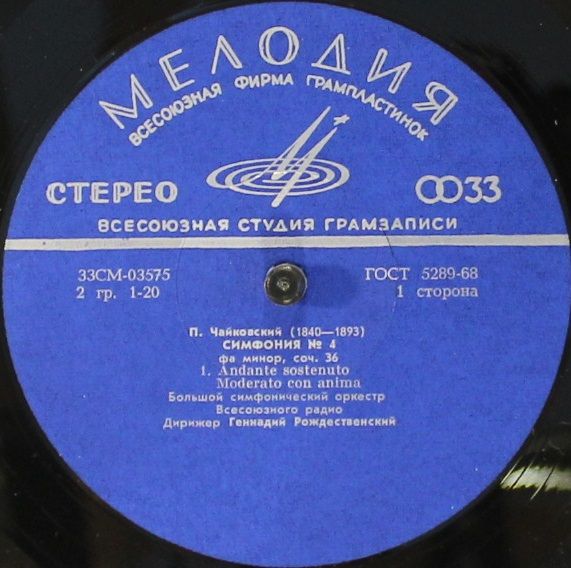 МЕЛОДИЯ
ВСЕСОЮЗНАЯ ФИРМА ГРАМПЛАСТИНОК
СТЕРЕО 33
ВСЕСОЮЗНАЯ СТУДИЯ ГРАМЗАПИСИ
33СМ-03575 ГОСТ 5289-68
2 гр. 1-20 1 сторона
П. Чайковский (1840—1893)
СИМФОНИЯ № 4
фа минор, соч. 36
1. Andante sostenuto
Moderato con anima
Большой симфонический оркестр
Всесоюзного радио
Дирижер Геннадий Рождественский